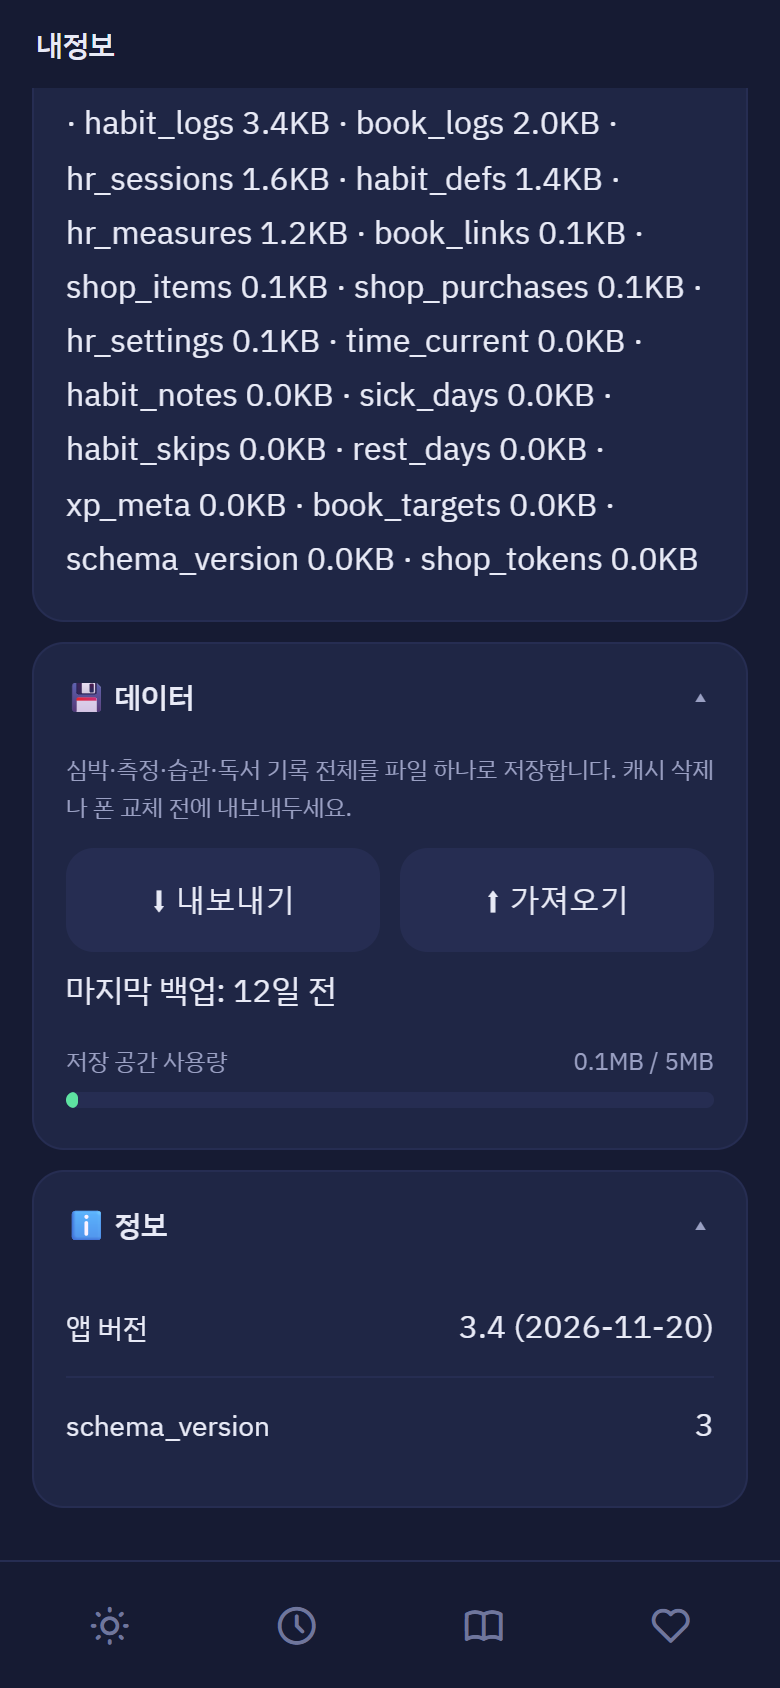 내정보
· habit_logs 3.4KB · book_logs 2.0KB ·
hr_sessions 1.6KB · habit_defs 1.4KB ·
hr_measures 1.2KB · book_links 0.1KB ·
shop_items 0.1KB · shop_purchases 0.1KB ·
hr_settings 0.1KB · time_current 0.0KB ·
habit_notes 0.0KB · sick_days 0.0KB ·
habit_skips 0.0KB · rest_days 0.0KB ·
xp_meta 0.0KB · book_targets 0.0KB ·
schema_version 0.0KB · shop_tokens 0.0KB
💾 데이터 ▲
심박·측정·습관·독서 기록 전체를 파일 하나로 저장합니다. 캐시 삭제
나 폰 교체 전에 내보내두세요.
⬇ 내보내기 ⬆ 가져오기
마지막 백업: 12일 전
저장 공간 사용량 0.1MB / 5MB
ℹ️ 정보 ▲
앱 버전 3.4 (2026-11-20)
schema_version 3